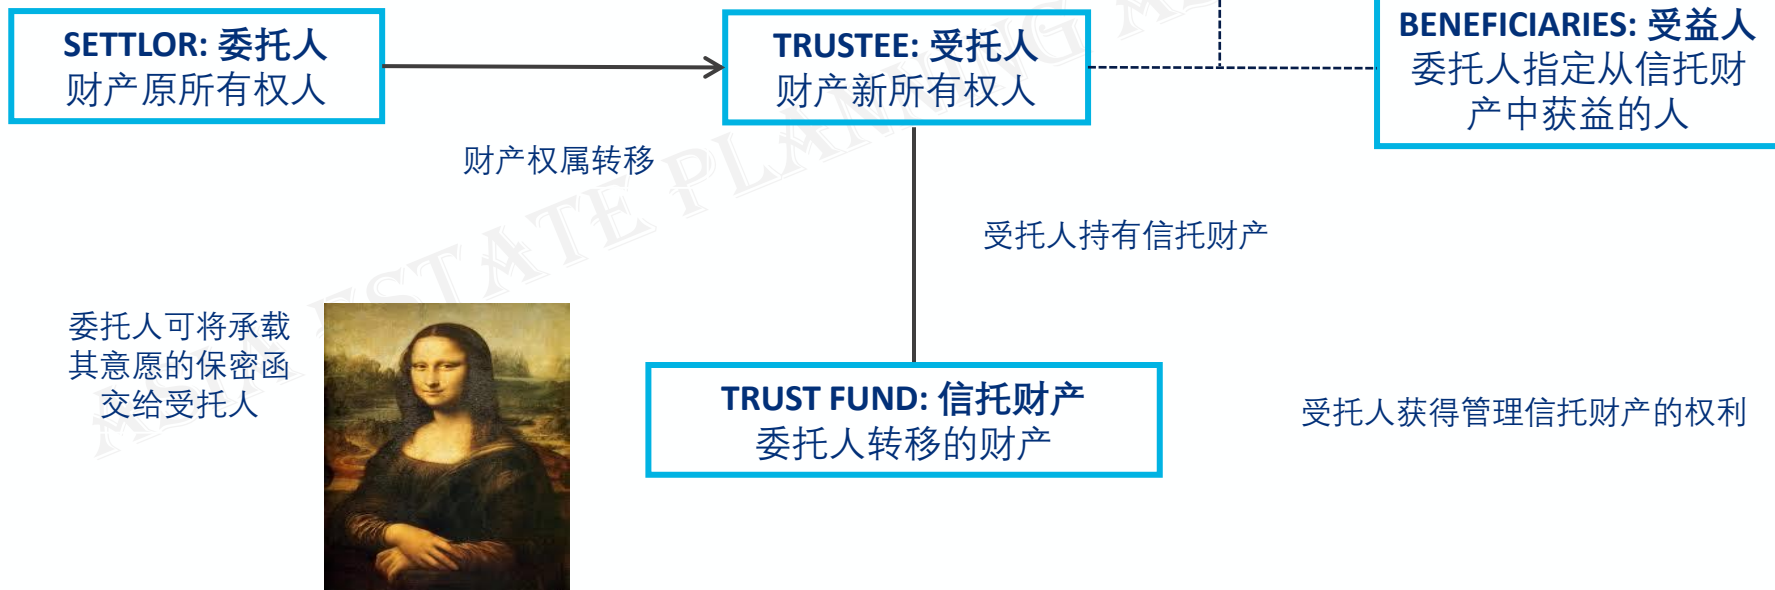 SETTLOR: 委托人
财产原所有权人
TRUSTEE: 受托人
财产新所有权人
BENEFICIARIES: 受益人
委托人指定从信托财
产中获益的人
财产权属转移
受托人持有信托财产
委托人可将承载
其意愿的保密函
交给受托人
TRUST FUND: 信托财产
委托人转移的财产
受托人获得管理信托财产的权利
ASIA ESTATE PLANNING